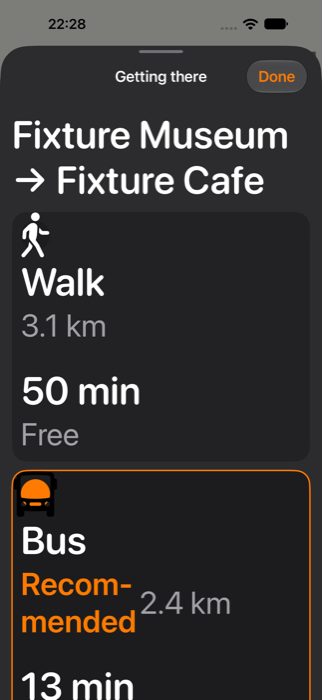 22:28
Getting there
Done
Fixture Museum
→ Fixture Cafe
Walk
3.1 km
50 min
Free
Bus
Recom-
mended
2.4 km
13 min